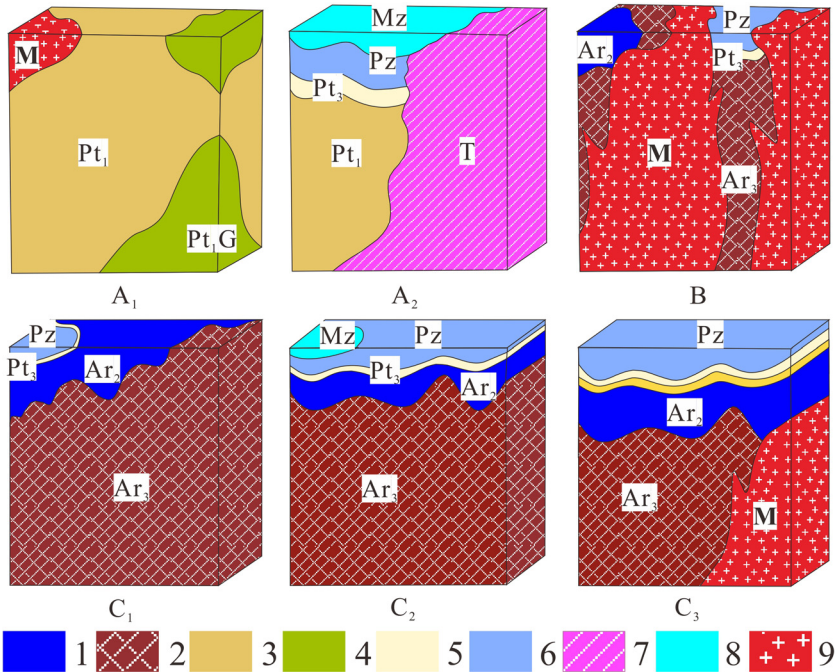 M
Pt₁
Pt₁G
A₁
Mz
Pz
Pt₃
Pt₁
T
A₂
Pz
Ar₂
Pt₃
M
Ar₃
B
Pz
Pt₃
Ar₂
Ar₃
C₁
Mz
Pz
Pt₃
Ar₂
Ar₃
C₂
Pz
Ar₂
Ar₃
M
C₃
1 2 3 4 5 6 7 8 9